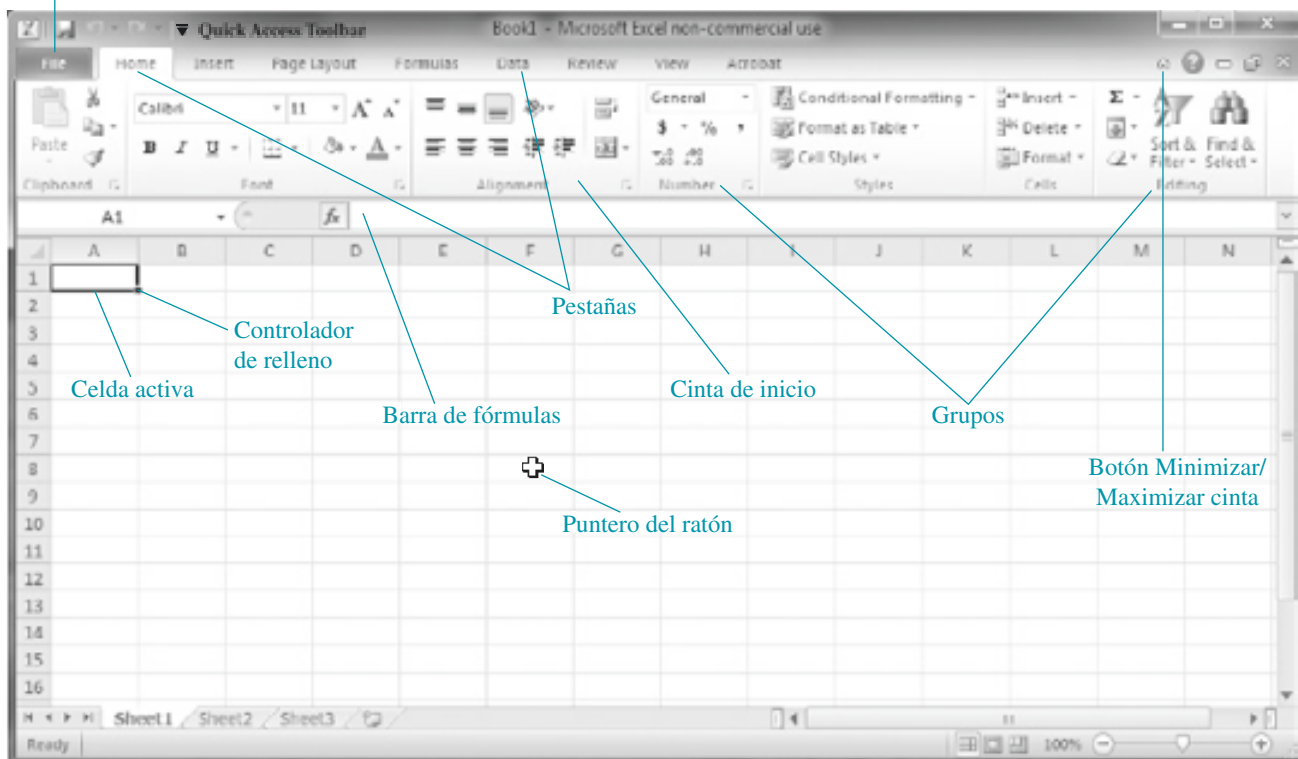 Quick Access Toolbar Book1 - Microsoft Excel non-commercial use
File Home Insert Page Layout Formulas Data Review View Acrobat
Calibri 11 General Conditional Formatting Insert Σ
Paste B I U $ % , Format as Table Delete Sort & Find &
Cell Styles Format Filter Select
Clipboard Font Alignment Number Styles Cells Editing
A1 fx
A B C D E F G H I J K L M N
1
2
Pestañas
3
Controlador
de relleno
4
5
Celda activa
Cinta de inicio
6
Barra de fórmulas
Grupos
7
8
Botón Minimizar/
Maximizar cinta
9
10
Puntero del ratón
11
12
13
14
15
16
Sheet1 Sheet2 Sheet3
Ready 100%